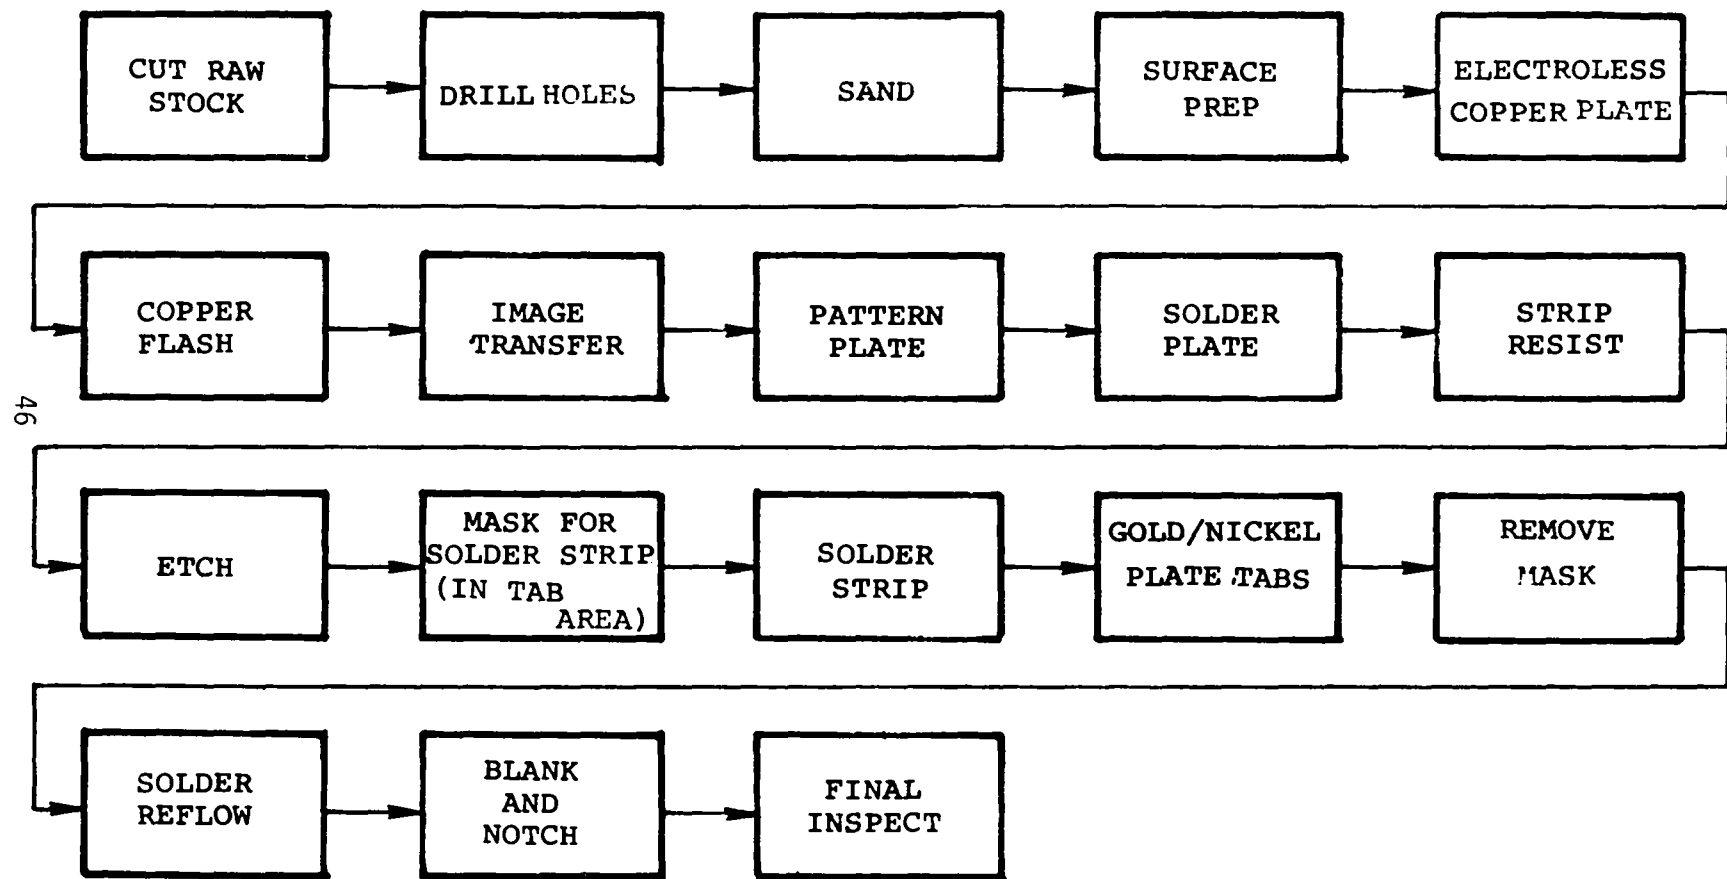 CUT RAW
STOCK
DRILL HOLES
SAND
SURFACE
PREP
ELECTROLESS
COPPER PLATE
COPPER
FLASH
IMAGE
TRANSFER
PATTERN
PLATE
SOLDER
PLATE
STRIP
RESIST
46
ETCH
MASK FOR
SOLDER STRIP
(IN TAB
AREA)
SOLDER
STRIP
GOLD/NICKEL
PLATE TABS
REMOVE
MASK
SOLDER
REFLOW
BLANK
AND
NOTCH
FINAL
INSPECT